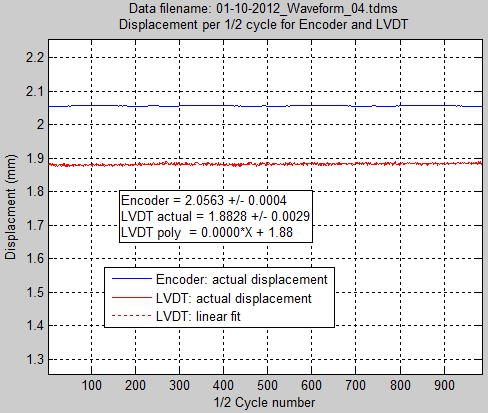 Data filename: 01-10-2012_Waveform_04.tdms
Displacement per 1/2 cycle for Encoder and LVDT
2.2
2.1
2
1.9
1.8
1.7
1.6
1.5
1.4
1.3
Displacment (mm)
Encoder = 2.0563 +/- 0.0004
LVDT actual = 1.8828 +/- 0.0029
LVDT poly = 0.0000*X + 1.88
Encoder: actual displacement
LVDT: actual displacement
LVDT: linear fit
100 200 300 400 500 600 700 800 900
1/2 Cycle number